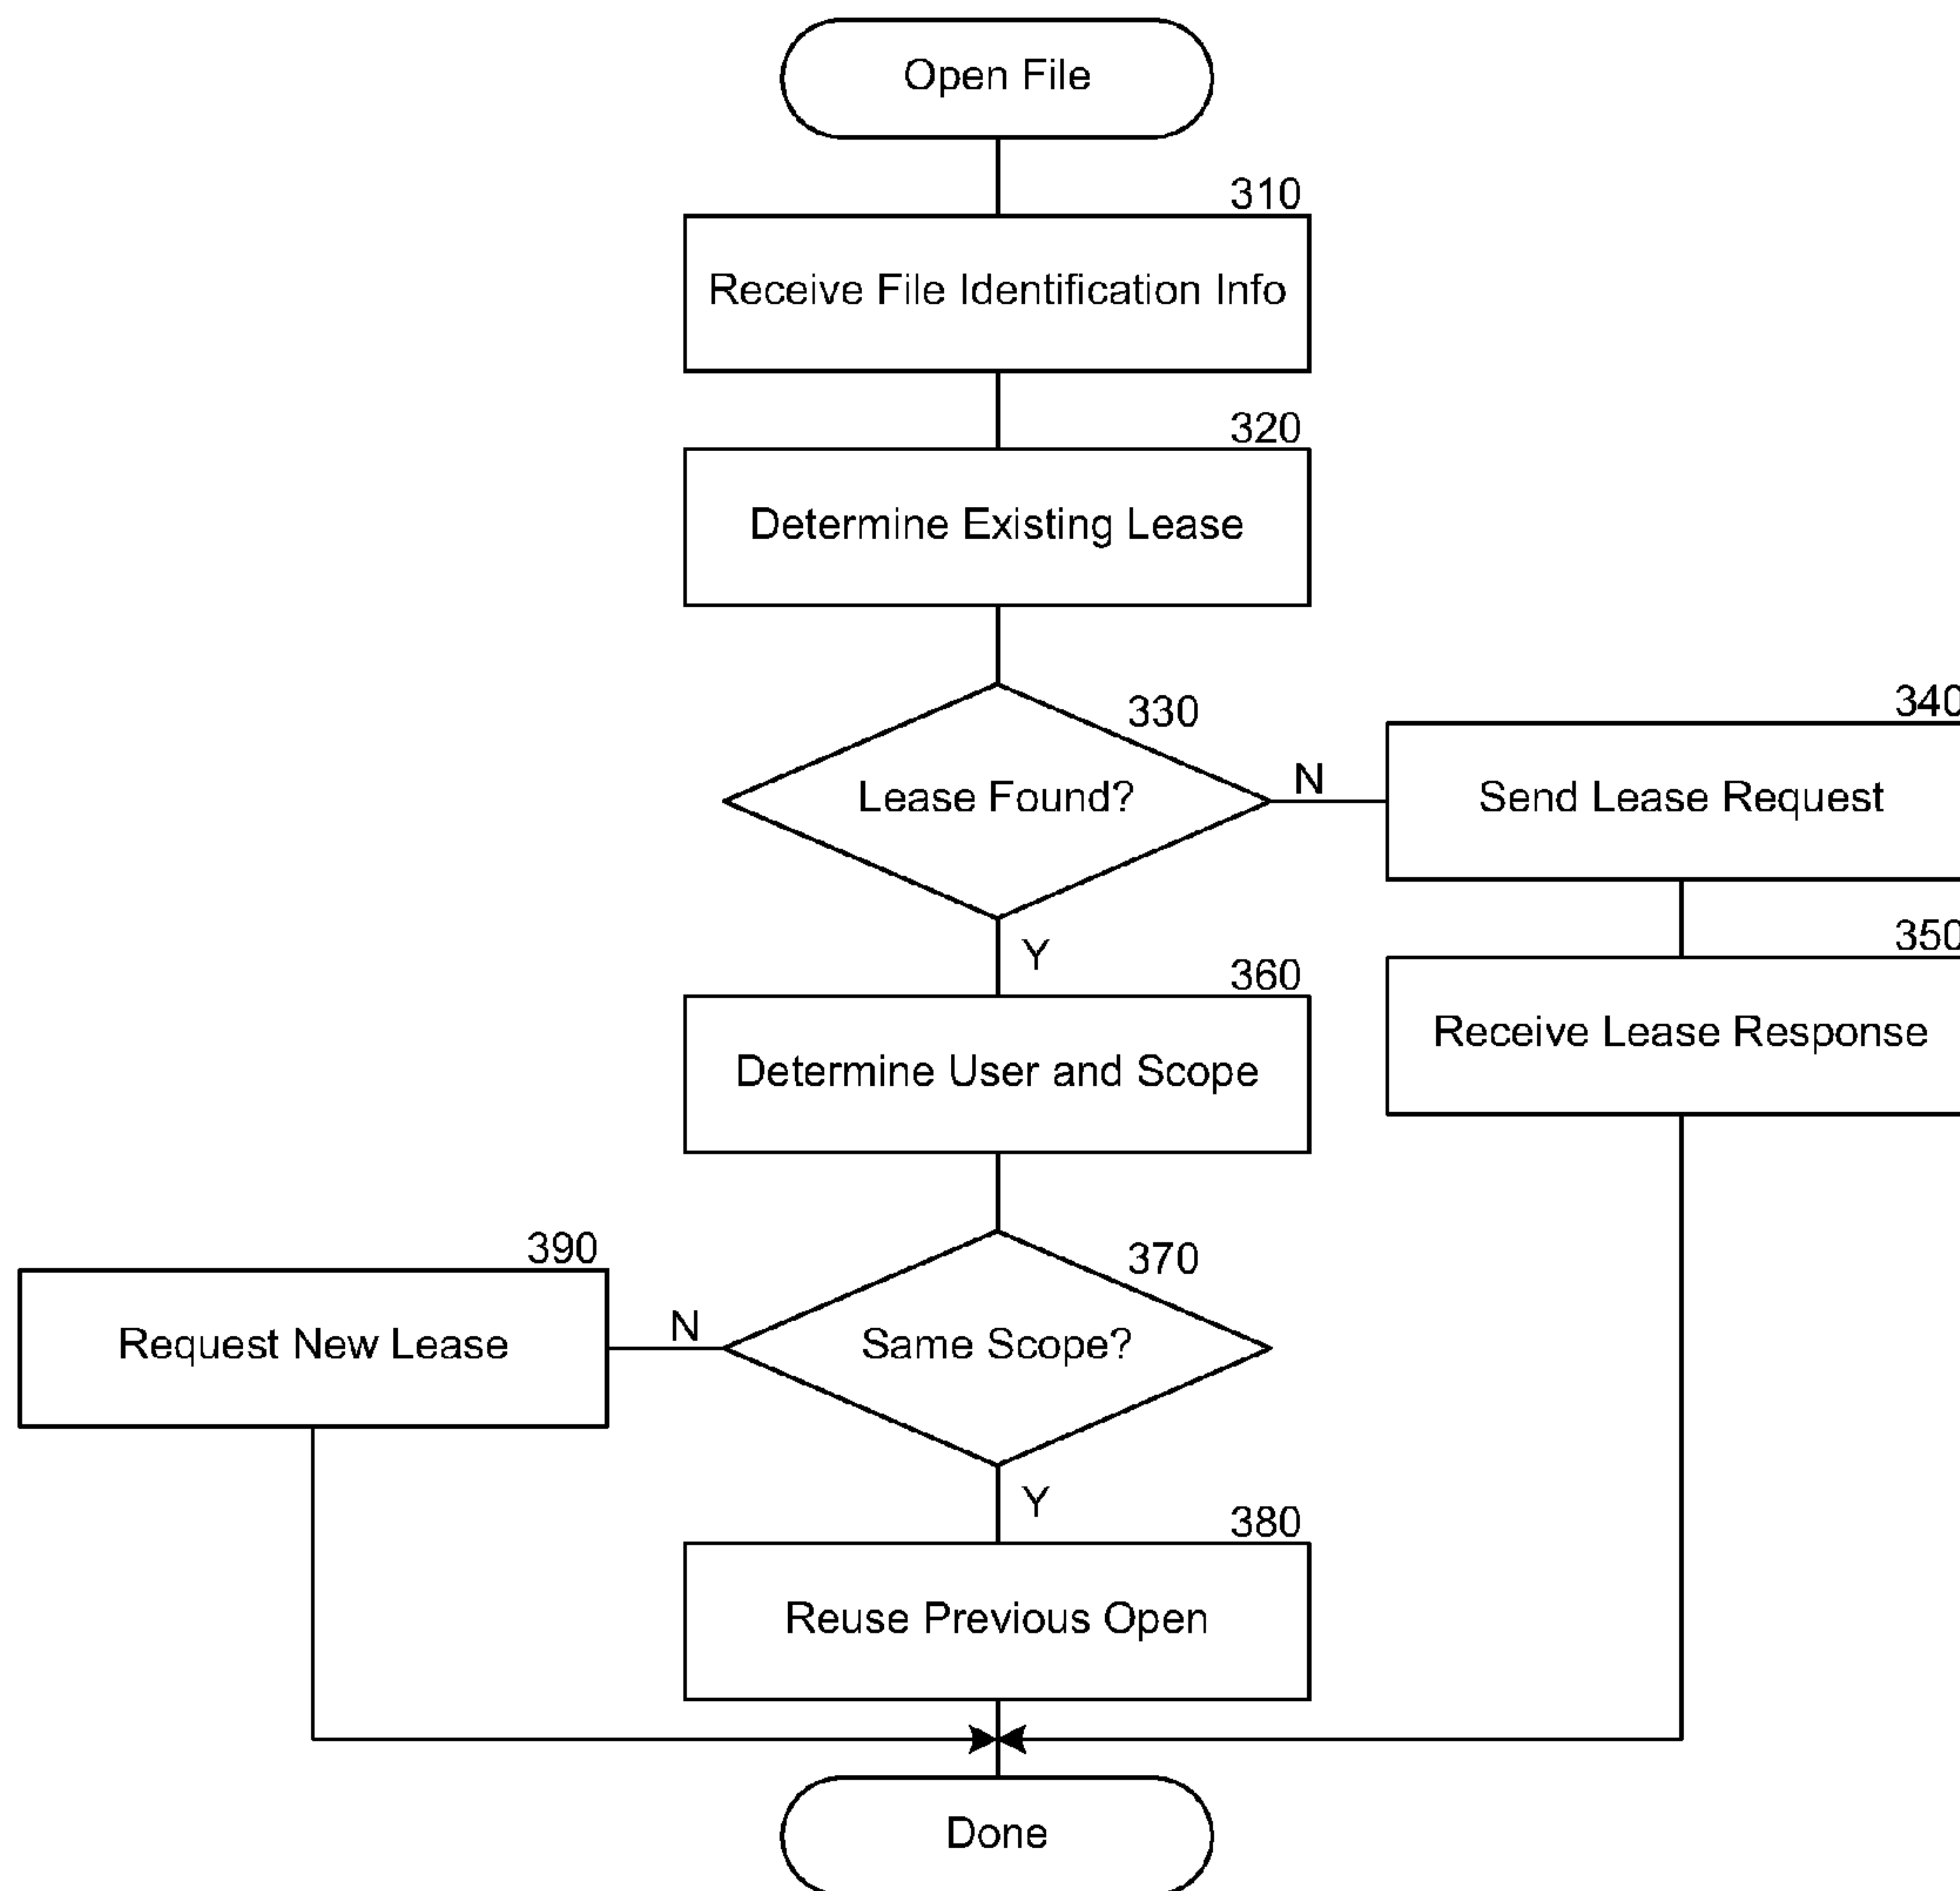 Open File
310
Receive File Identification Info
320
Determine Existing Lease
330
Lease Found?
N
340
Send Lease Request
Y
350
Receive Lease Response
360
Determine User and Scope
370
Same Scope?
N
390
Request New Lease
Y
380
Reuse Previous Open
Done